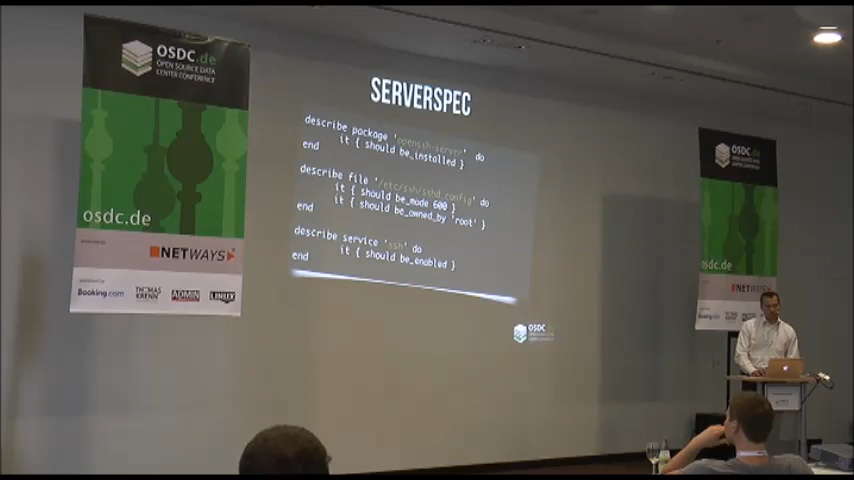 OSDC.de
OPEN SOURCE DATA
CENTER CONFERENCE
osdc.de
NETWAYS
Booking.com
THOMAS
KRENN
ADMIN
LINUX
SERVERSPEC
describe package 'openssh-server' do
it { should be_installed }
end
describe file '/etc/ssh/sshd_config' do
it { should be_mode 600 }
it { should be_owned_by 'root' }
end
describe service 'ssh' do
it { should be_enabled }
end
OSDC
OSDC.de
osdc.de
NETWAYS